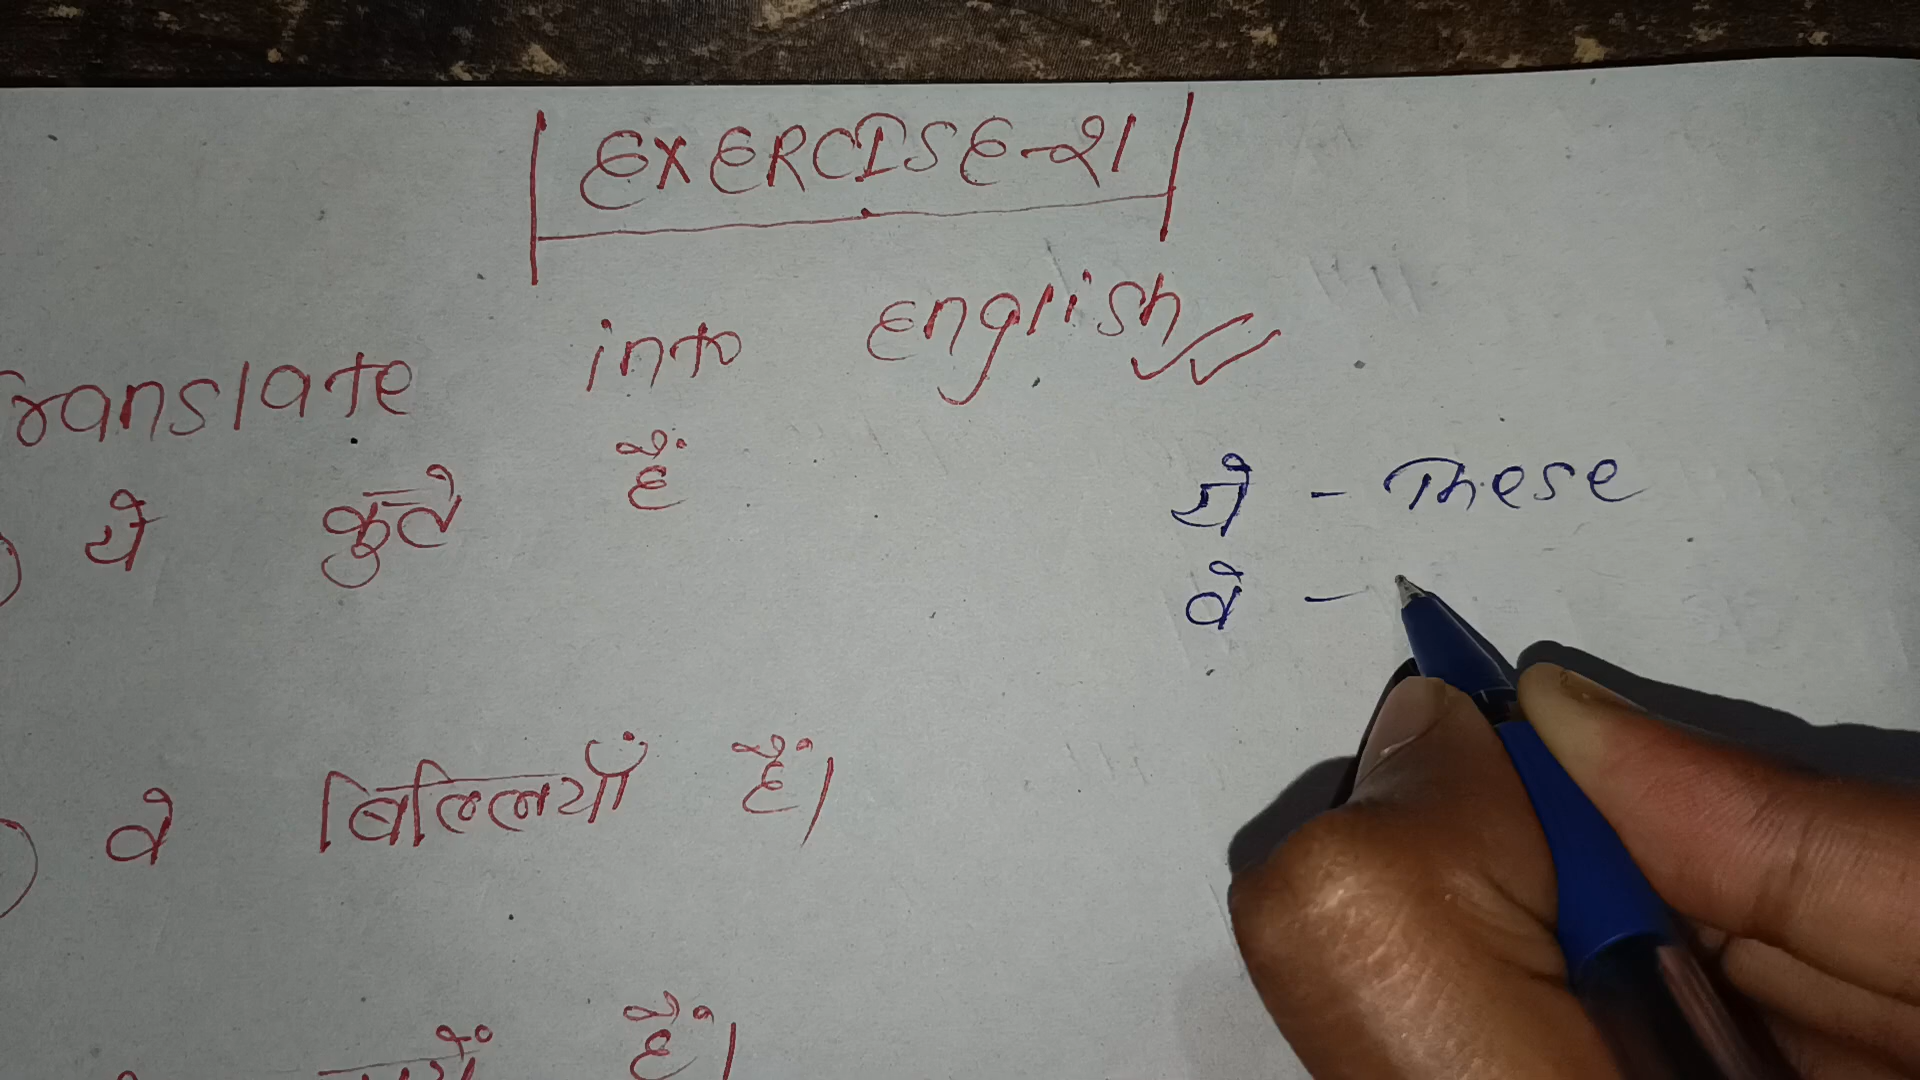 EXERCISE-21
Translate into English
ये कुत्ते हैं
ये - These
वे -
वे बिल्लियाँ हैं।
हैं।